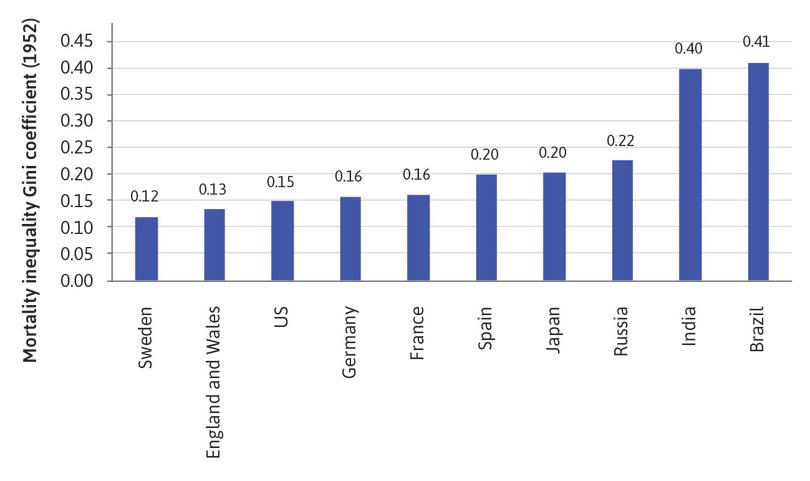 Mortality inequality Gini coefficient (1952)
0.45
0.40
0.35
0.30
0.25
0.20
0.15
0.10
0.05
0.00
0.12
0.13
0.15
0.16
0.16
0.20
0.20
0.22
0.40
0.41
Sweden
England and Wales
US
Germany
France
Spain
Japan
Russia
India
Brazil